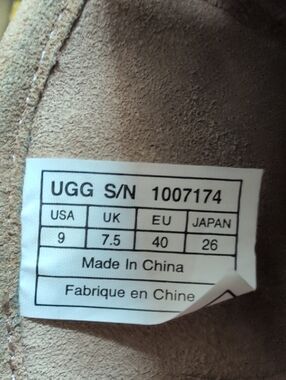 UGG S/N 1007174
USA UK EU JAPAN
9 7.5 40 26
Made In China
Fabrique en Chine